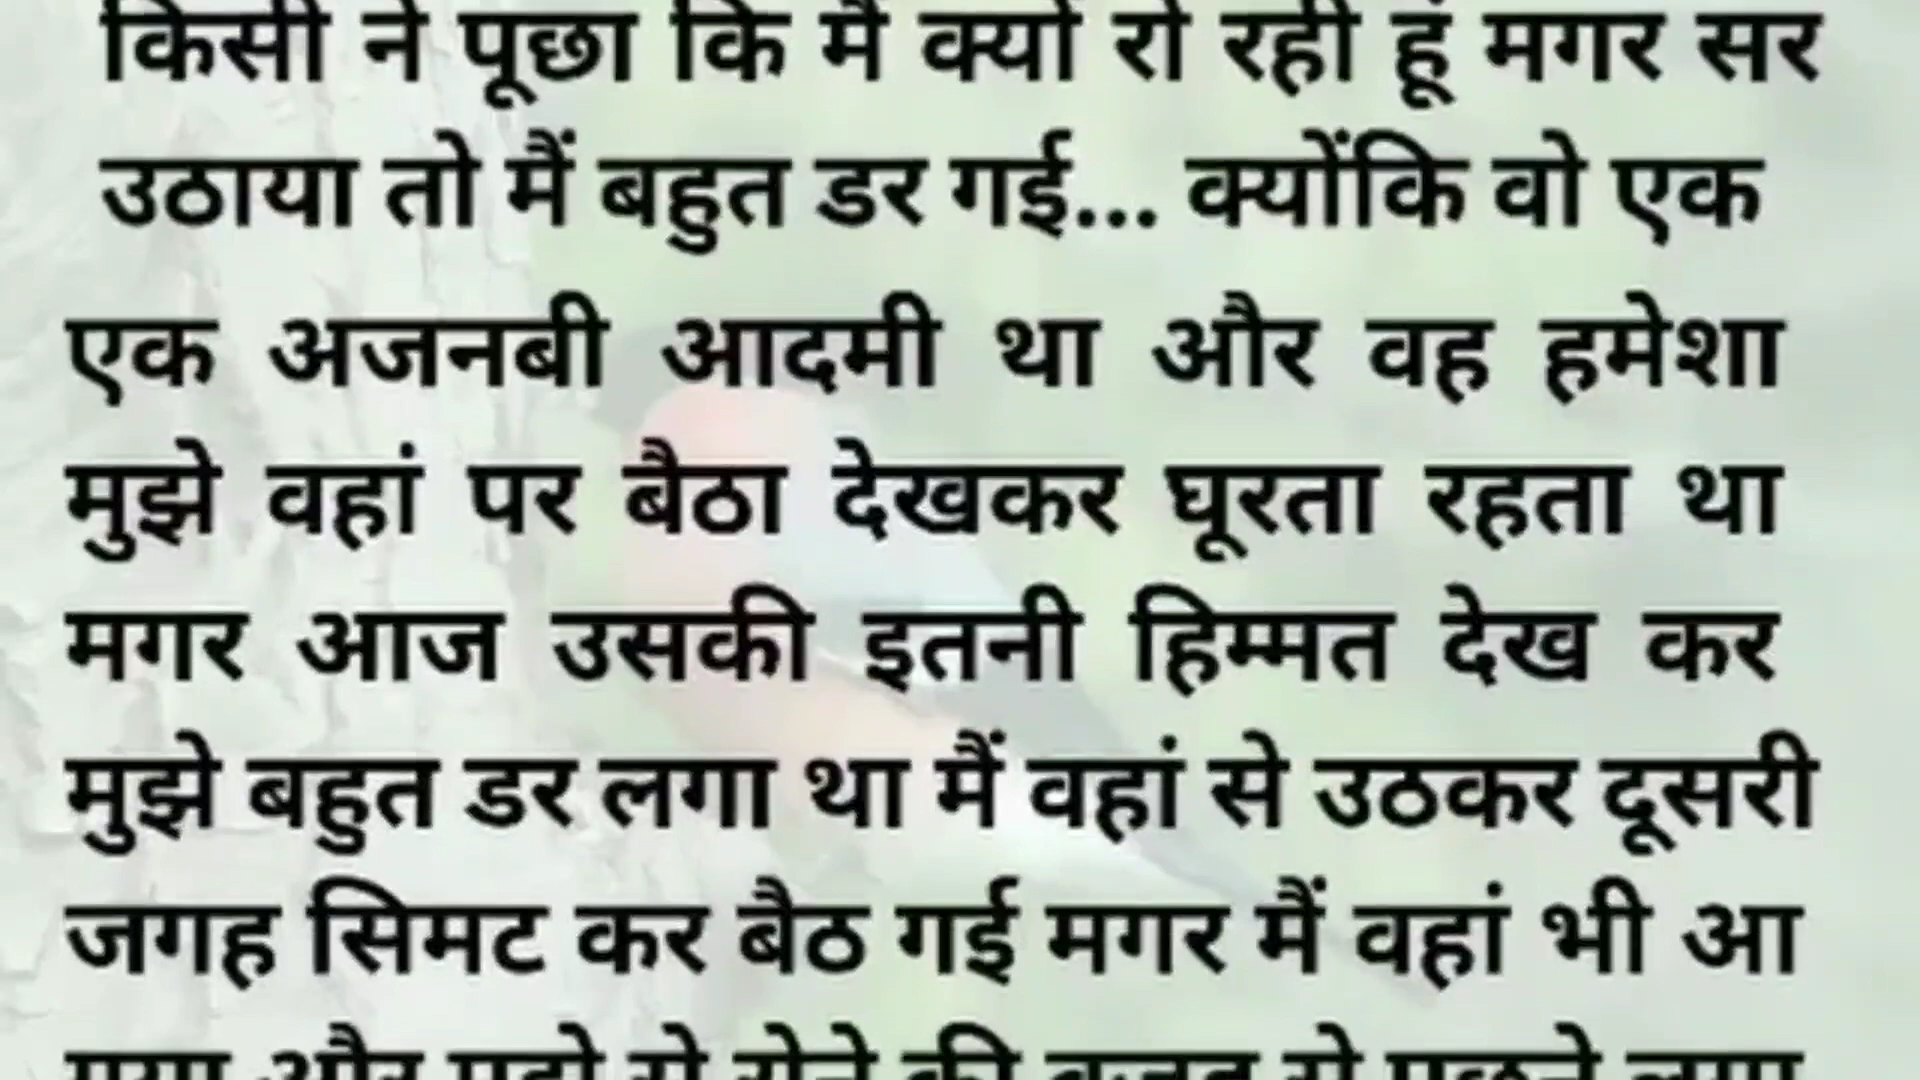 किसी ने पूछा कि मैं क्यों रो रही हूं मगर सर
उठाया तो मैं बहुत डर गई... क्योंकि वो एक
एक अजनबी आदमी था और वह हमेशा
मुझे वहां पर बैठा देखकर घूरता रहता था
मगर आज उसकी इतनी हिम्मत देख कर
मुझे बहुत डर लगा था मैं वहां से उठकर दूसरी
जगह सिमट कर बैठ गई मगर मैं वहां भी आ